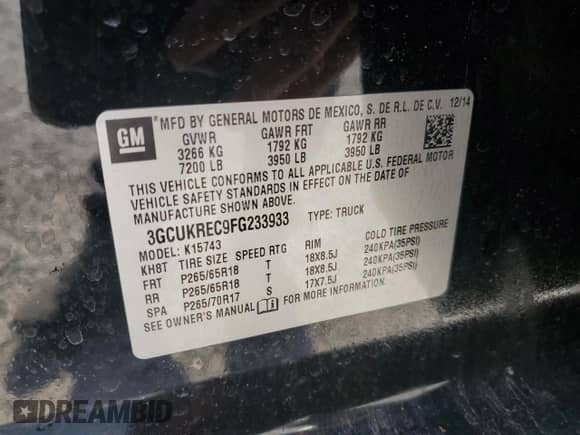 GM
*MFD BY GENERAL MOTORS DE MEXICO, S. DE R.L. DE C.V. 12/14
GVWR GAWR FRT GAWR RR
3266 KG 1792 KG 1792 KG
7200 LB 3950 LB 3950 LB
THIS VEHICLE CONFORMS TO ALL APPLICABLE U.S. FEDERAL MOTOR
VEHICLE SAFETY STANDARDS IN EFFECT ON THE DATE OF
MANUFACTURE SHOWN ABOVE.
3GCUKREC9FG233933 TYPE: TRUCK
MODEL: K15743
KH8T TIRE SIZE SPEED RTG RIM COLD TIRE PRESSURE
FRT P265/65R18 T 18X8.5J 240KPA(35PSI)
RR P265/65R18 T 18X8.5J 240KPA(35PSI)
SPA P265/70R17 S 17X7.5J 240KPA(35PSI)
SEE OWNER'S MANUAL FOR MORE INFORMATION.
DREAMBID